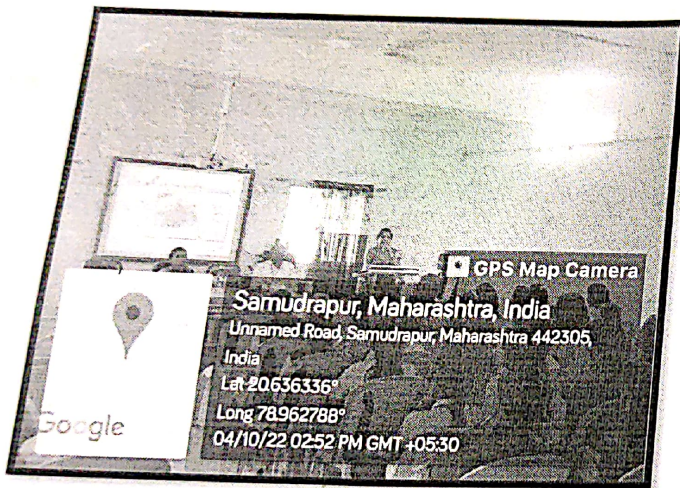 GPS Map Camera
Samudrapur, Maharashtra, India
Unnamed Road, Samudrapur, Maharashtra 442305,
India
Lat 20.636336°
Long 78.962788°
04/10/22 02:52 PM GMT +05:30
Google